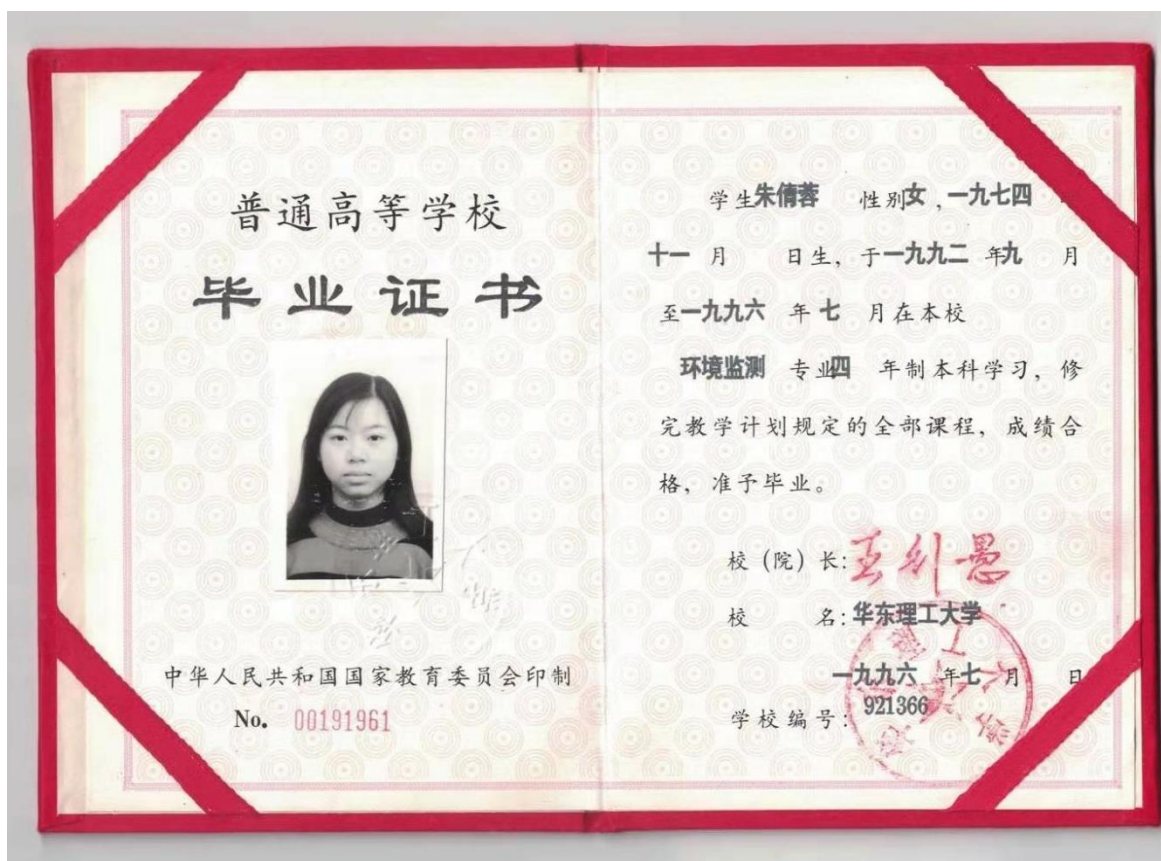 普通高等学校
毕业证书
中华人民共和国国家教育委员会印制
No. 00191961
学生朱倩蓉 性别女,一九七四
十一 月 日生,于一九九二 年九 月
至一九九六 年七 月在本校
环境监测 专业四 年制本科学习,修
完教学计划规定的全部课程,成绩合
格,准予毕业。
校(院)长:
校 名:华东理工大学
一九九六 年七 月 日
学校编号:921366